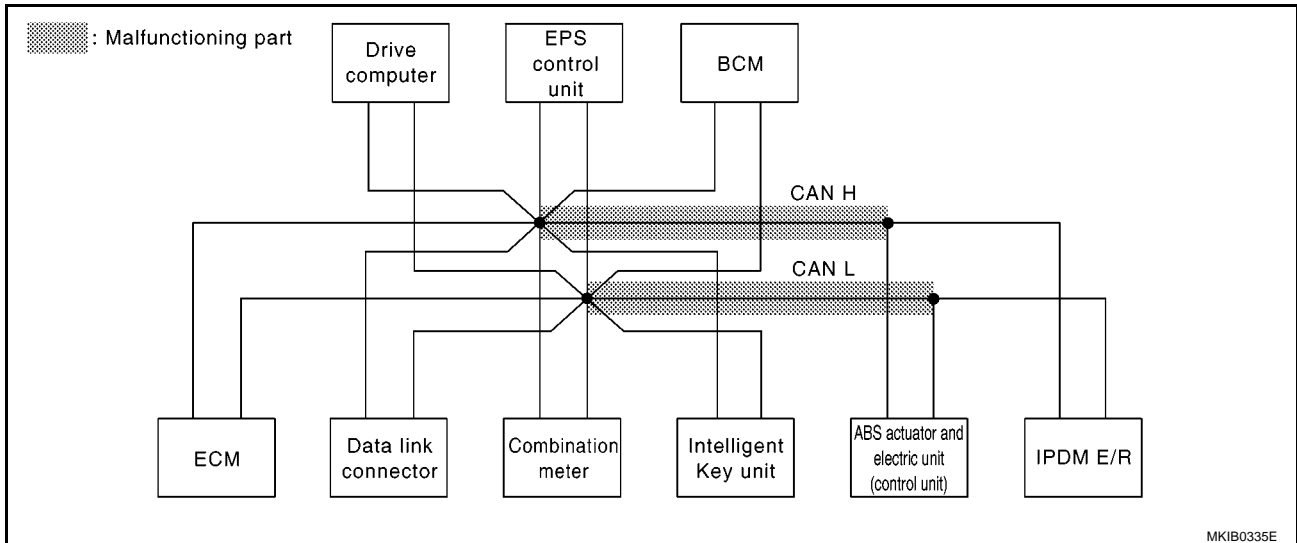 : Malfunctioning part
Drive
computer
EPS
control
unit
BCM
CAN H
CAN L
ECM
Data link
connector
Combination
meter
Intelligent
Key unit
ABS actuator and
electric unit
(control unit)
IPDM E/R
MKIB0335E